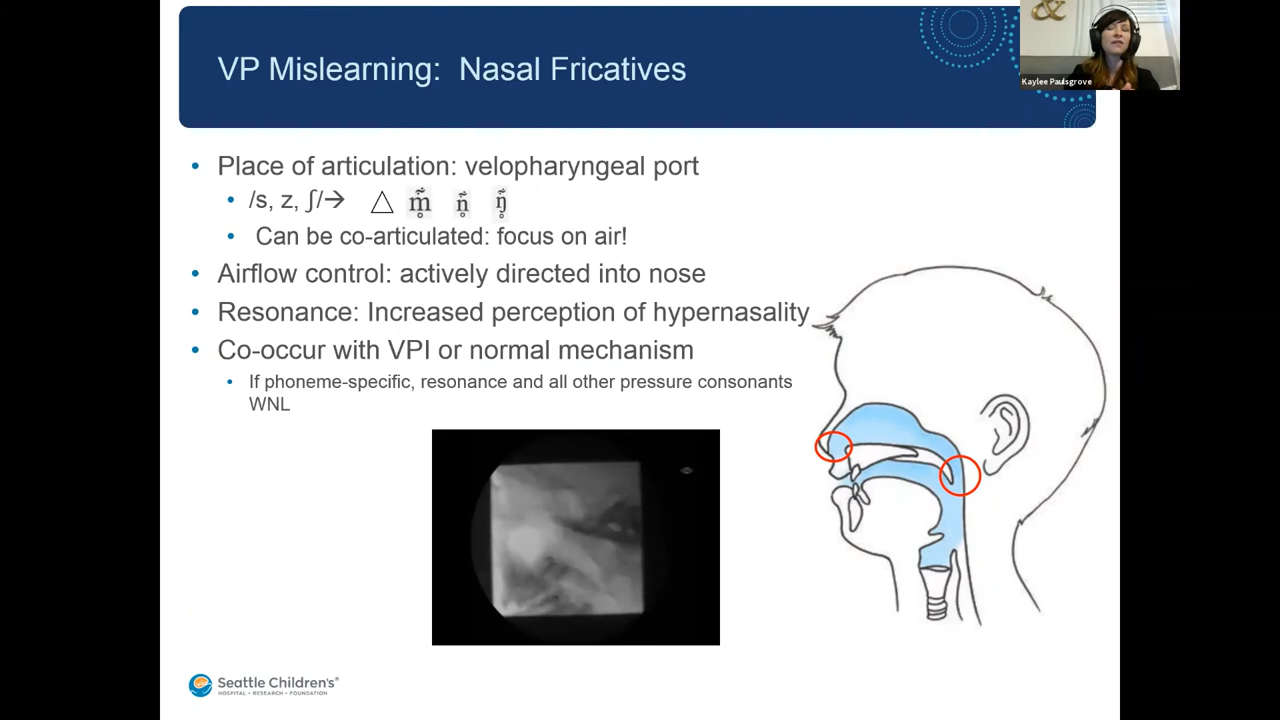 VP Mislearning: Nasal Fricatives
&
Kaylee Paulsgrove
• Place of articulation: velopharyngeal port
• /s, z, ʃ/→ △ m̥̃ ñ̥ ŋ̥̃
• Can be co-articulated: focus on air!
• Airflow control: actively directed into nose
• Resonance: Increased perception of hypernasality
• Co-occur with VPI or normal mechanism
• If phoneme-specific, resonance and all other pressure consonants
WNL
Seattle Children's®
HOSPITAL • RESEARCH • FOUNDATION